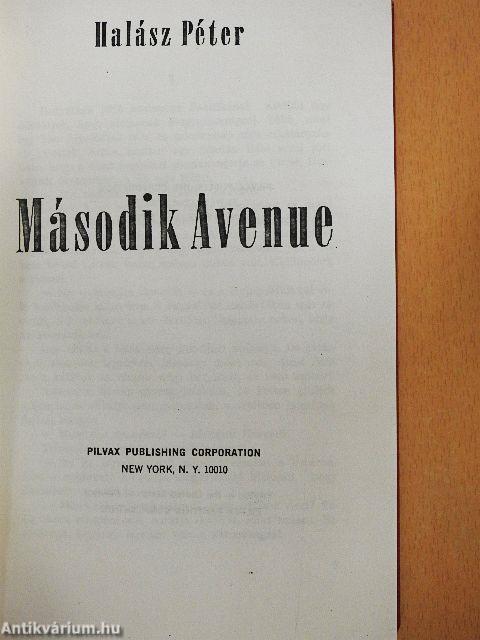 Halász Péter
Második Avenue
PILVAX PUBLISHING CORPORATION
NEW YORK, N. Y. 10010
Antikvárium.hu